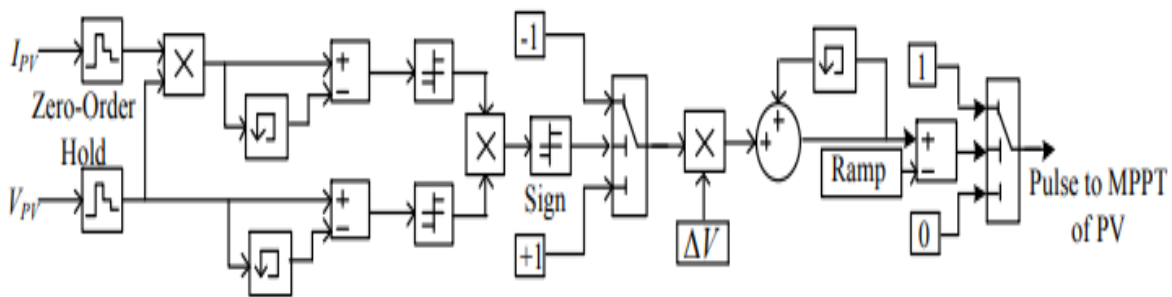 I_PV
Zero-Order
Hold
V_PV
×
×
+
−
+
−
Sign
-1
+1
×
ΔV
+
+
Ramp
+
−
1
0
Pulse to MPPT
of PV